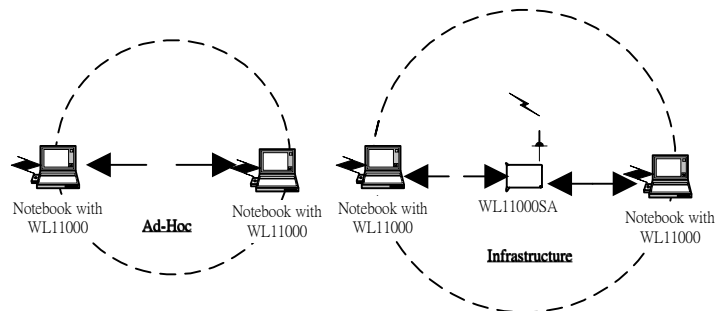 Notebook with
WL11000
Notebook with
WL11000
Ad-Hoc
Notebook with
WL11000
WL11000SA
Notebook with
WL11000
Infrastructure